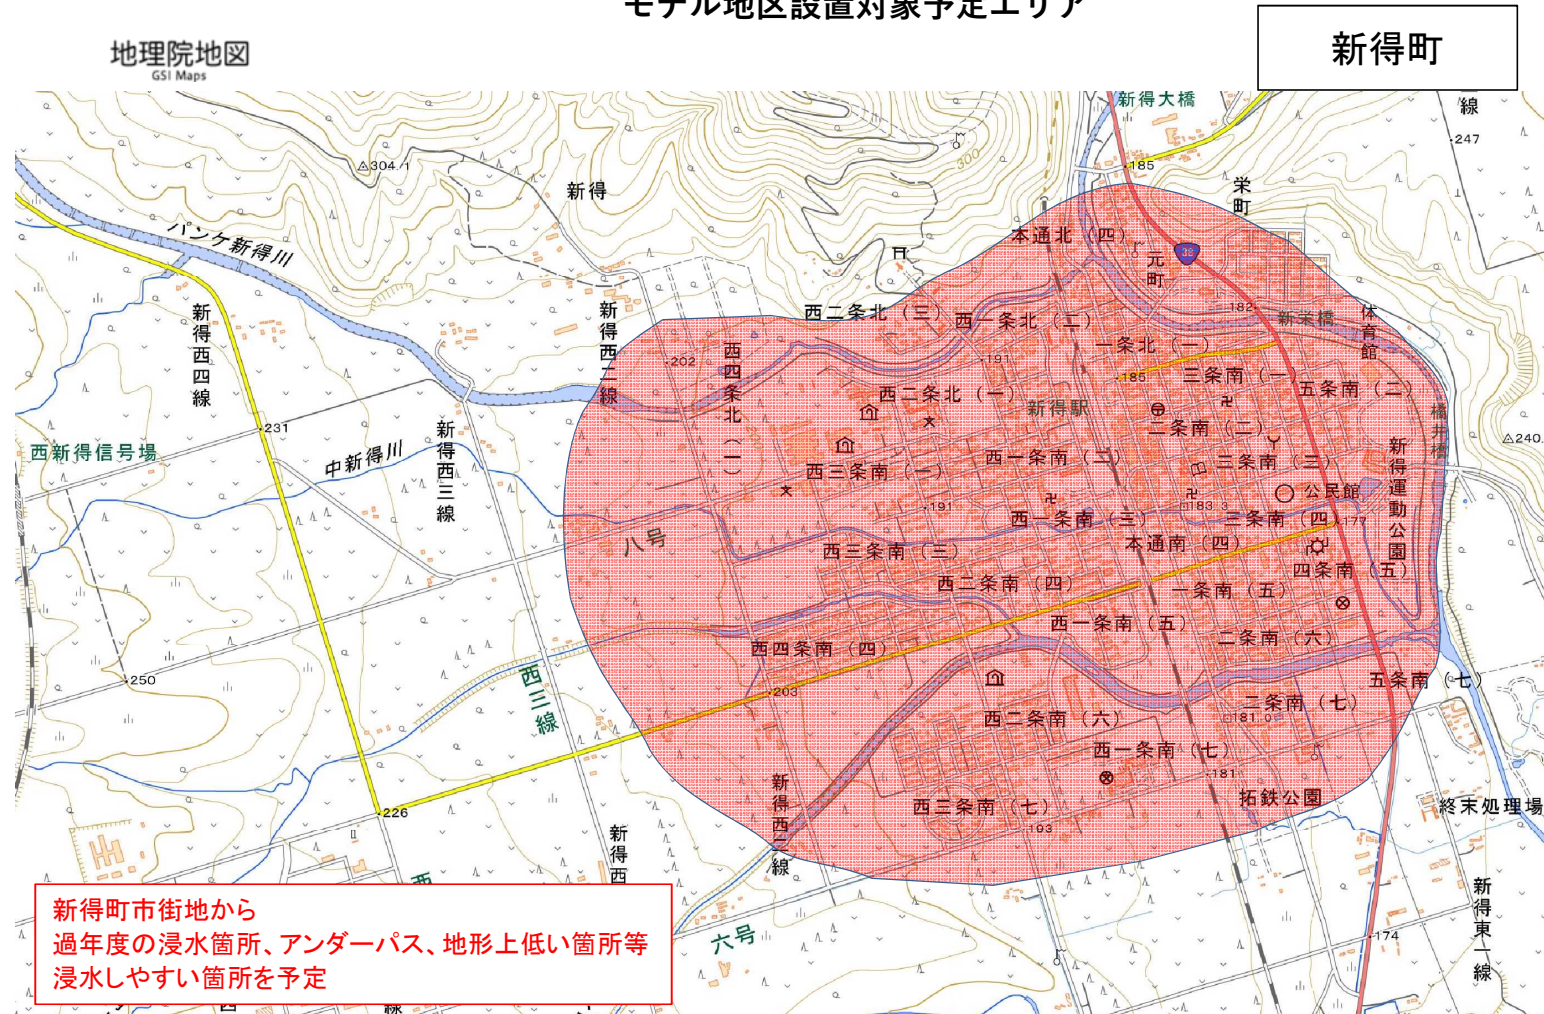 モデル地区設置対象予定エリア
新得町
地理院地図
GSI Maps
新得大橋
線
247
304.1
新得
300
185
栄町
パンケ新得川
本通北（四）
元町
38
新得西四線
新得西二線
西二条北（三）
西一条北（二）
182
新栄橋
体育館
一条北（一）
202
西四条北（一）
191
185
三条南（一）
五条南（二）
西二条北（一）
新得駅
橋井橋
二条南（二）
231
西新得信号場
中新得川
新得西三線
西三条南（一）
西一条南（二）
三条南（三）
新得運動公園
240.
公民館
191
西一条南（三）
183.3
三条南（四）
177
八号
西三条南（三）
本通南（四）
四条南（五）
西二条南（四）
一条南（五）
西一条南（五）
二条南（六）
西四条南（四）
250
西三線
203
五条南（七）
二条南（七）
181.0
西二条南（六）
西一条南（七）
181
新得西二線
拓鉄公園
西三条南（七）
193
終末処理場
226
新得西
西
新得東一線
六号
174
新得町市街地から
過年度の浸水箇所、アンダーパス、地形上低い箇所等
浸水しやすい箇所を予定
西
線